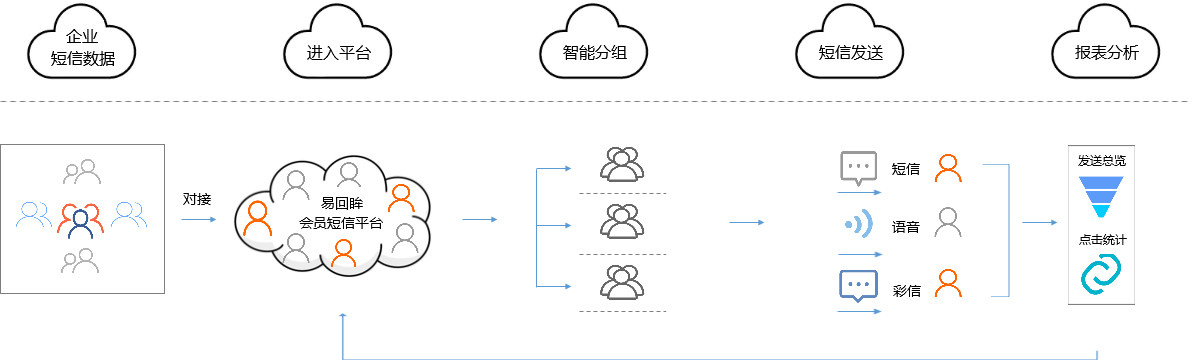 企业
短信数据
进入平台
智能分组
短信发送
报表分析
对接
易回眸
会员短信平台
短信
语音
彩信
发送总览
点击统计